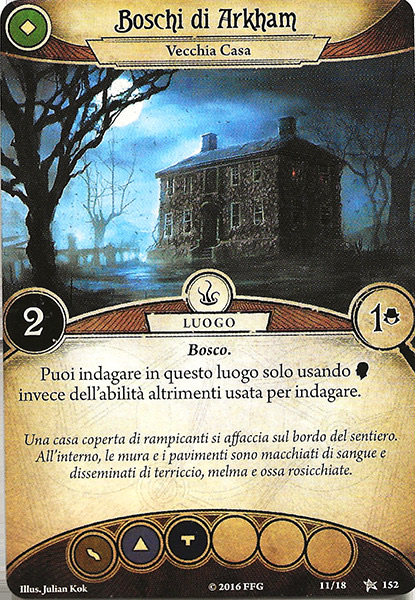 Boschi di Arkham
Vecchia Casa
2
LUOGO
1
Bosco.
Puoi indagare in questo luogo solo usando
invece dell'abilità altrimenti usata per indagare.
Una casa coperta di rampicanti si affaccia sul bordo del sentiero.
All'interno, le mura e i pavimenti sono macchiati di sangue e
disseminati di terriccio, melma e ossa rosicchiate.
Illus. Julian Kok
© 2016 FFG
11/18
152